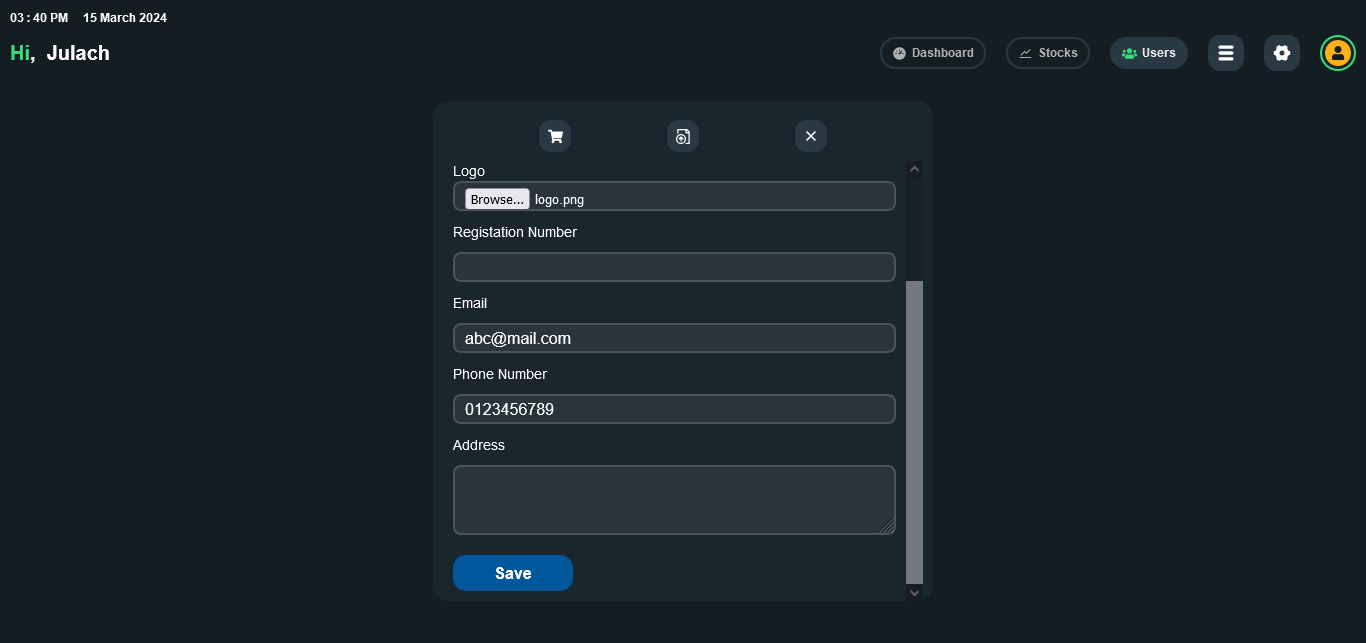 03 : 40 PM 15 March 2024
Hi, Julach
Dashboard
Stocks
Users
Logo
Browse... logo.png
Registation Number
Email
abc@mail.com
Phone Number
0123456789
Address
Save